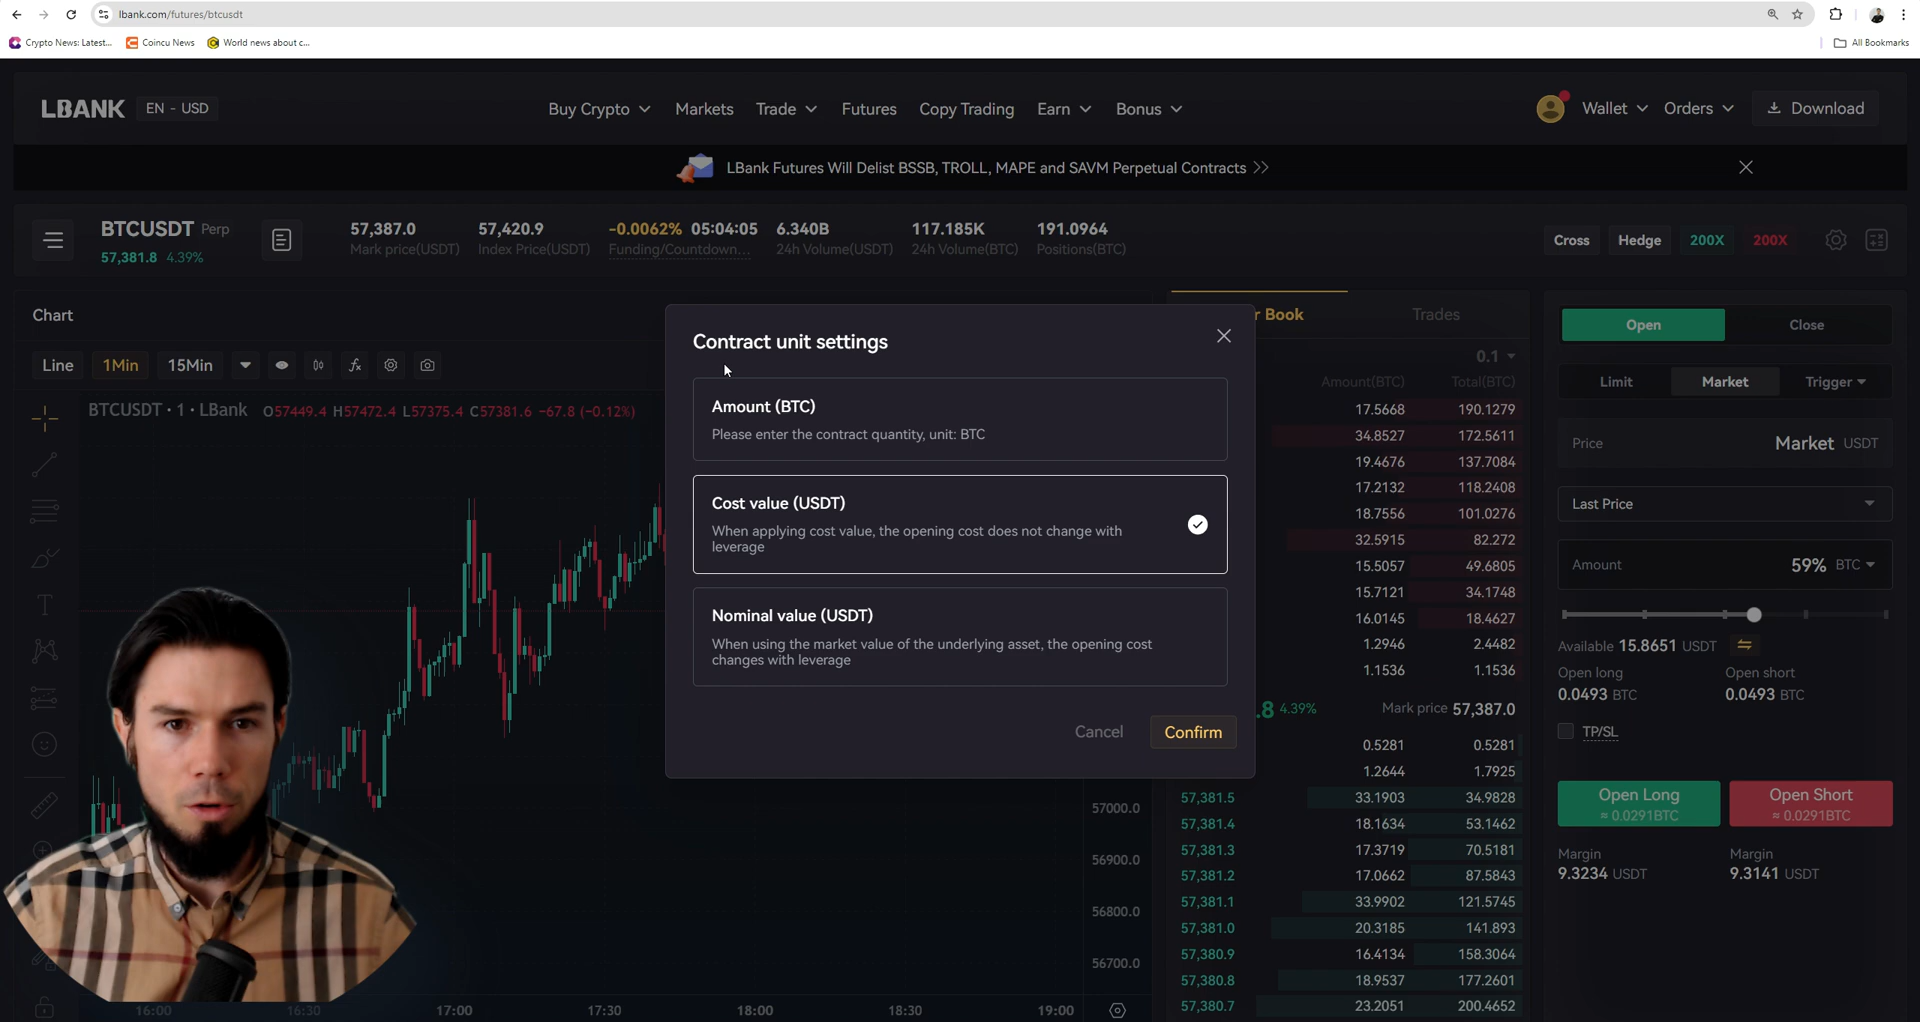 lbank.com/futures/btcusdt
Crypto News: Latest...
Coincu News
World news about c...
All Bookmarks
LBANK
EN - USD
Buy Crypto
Markets
Trade
Futures
Copy Trading
Earn
Bonus
Wallet
Orders
Download
LBank Futures Will Delist BSSB, TROLL, MAPE and SAVM Perpetual Contracts >>
BTCUSDT Perp
57,381.8 4.39%
57,387.0
Mark price(USDT)
57,420.9
Index Price(USDT)
-0.0062% 05:04:05
Funding/Countdown...
6.340B
24h Volume(USDT)
117.185K
24h Volume(BTC)
191.0964
Positions(BTC)
Cross
Hedge
200X
200X
Chart
Line
1Min
15Min
BTCUSDT · 1 · LBank O57449.4 H57472.4 L57375.4 C57381.6 -67.8 (-0.12%)
57000.0
56900.0
56800.0
56700.0
16:00
16:30
17:00
17:30
18:00
18:30
19:00
Contract unit settings
Amount (BTC)
Please enter the contract quantity, unit: BTC
Cost value (USDT)
When applying cost value, the opening cost does not change with
leverage
Nominal value (USDT)
When using the market value of the underlying asset, the opening cost
changes with leverage
Cancel
Confirm
r Book
Trades
0.1
Amount(BTC) Total(BTC)
17.5668 190.1279
34.8527 172.5611
19.4676 137.7084
17.2132 118.2408
18.7556 101.0276
32.5915 82.272
15.5057 49.6805
15.7121 34.1748
16.0145 18.4627
1.2946 2.4482
1.1536 1.1536
.8 4.39% Mark price 57,387.0
0.5281 0.5281
1.2644 1.7925
57,381.5 33.1903 34.9828
57,381.4 18.1634 53.1462
57,381.3 17.3719 70.5181
57,381.2 17.0662 87.5843
57,381.1 33.9902 121.5745
57,381.0 20.3185 141.893
57,380.9 16.4134 158.3064
57,380.8 18.9537 177.2601
57,380.7 23.2051 200.4652
Open
Close
Limit
Market
Trigger
Price Market USDT
Last Price
Amount 59% BTC
Available 15.8651 USDT
Open long
0.0493 BTC
Open short
0.0493 BTC
TP/SL
Open Long
≈ 0.0291BTC
Open Short
≈ 0.0291BTC
Margin
9.3234 USDT
Margin
9.3141 USDT